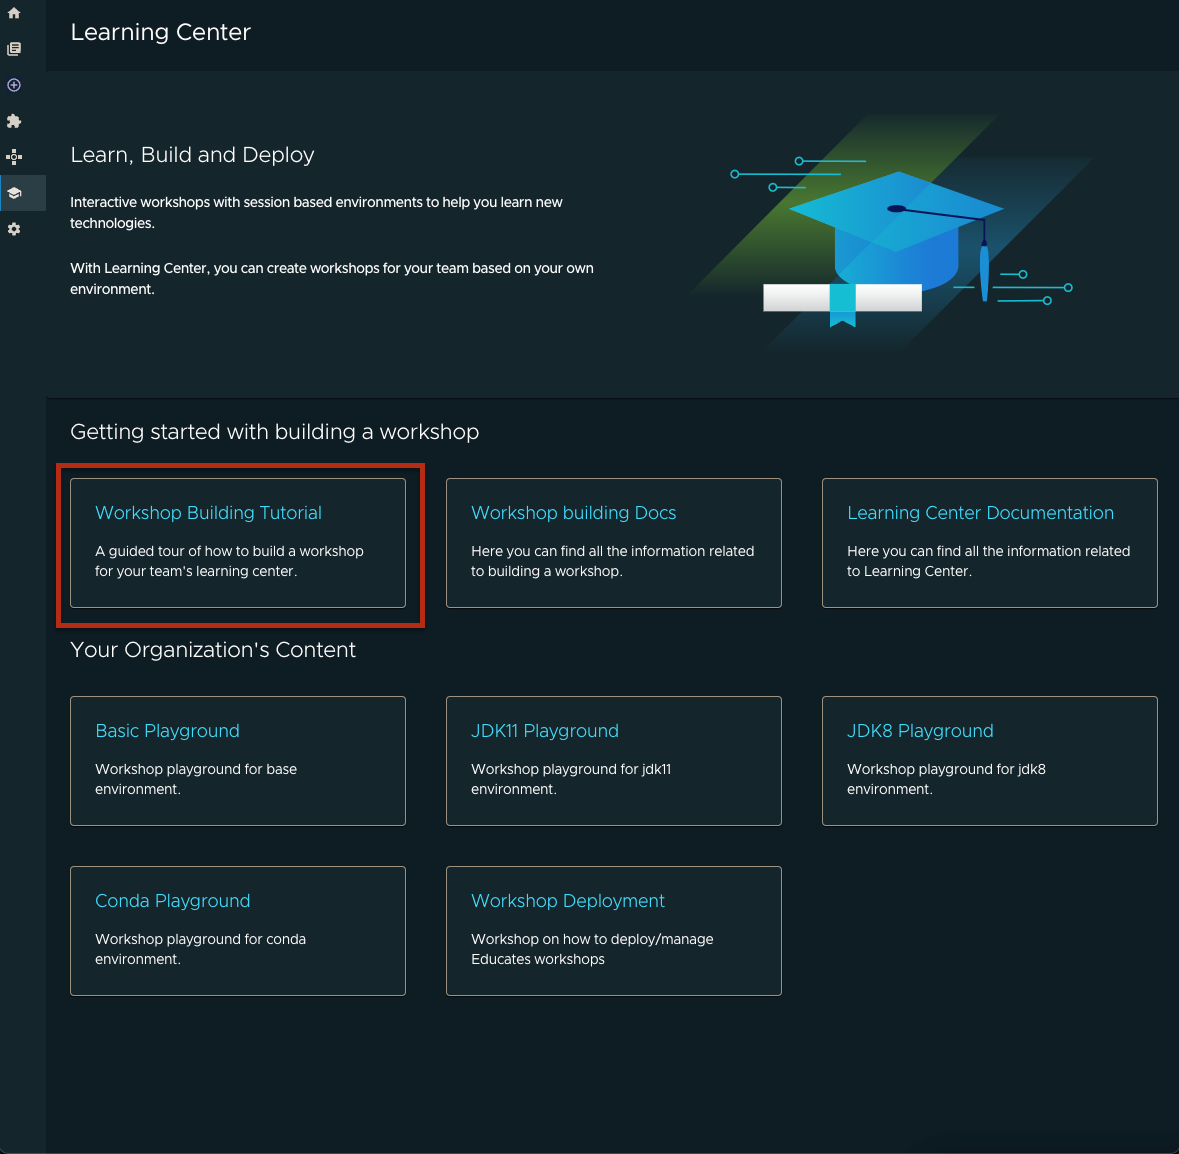 Learning Center
Learn, Build and Deploy
Interactive workshops with session based environments to help you learn new
technologies.
With Learning Center, you can create workshops for your team based on your own
environment.
Getting started with building a workshop
Workshop Building Tutorial
A guided tour of how to build a workshop
for your team's learning center.
Workshop building Docs
Here you can find all the information related
to building a workshop.
Learning Center Documentation
Here you can find all the information related
to Learning Center.
Your Organization's Content
Basic Playground
Workshop playground for base
environment.
JDK11 Playground
Workshop playground for jdk11
environment.
JDK8 Playground
Workshop playground for jdk8
environment.
Conda Playground
Workshop playground for conda
environment.
Workshop Deployment
Workshop on how to deploy/manage
Educates workshops